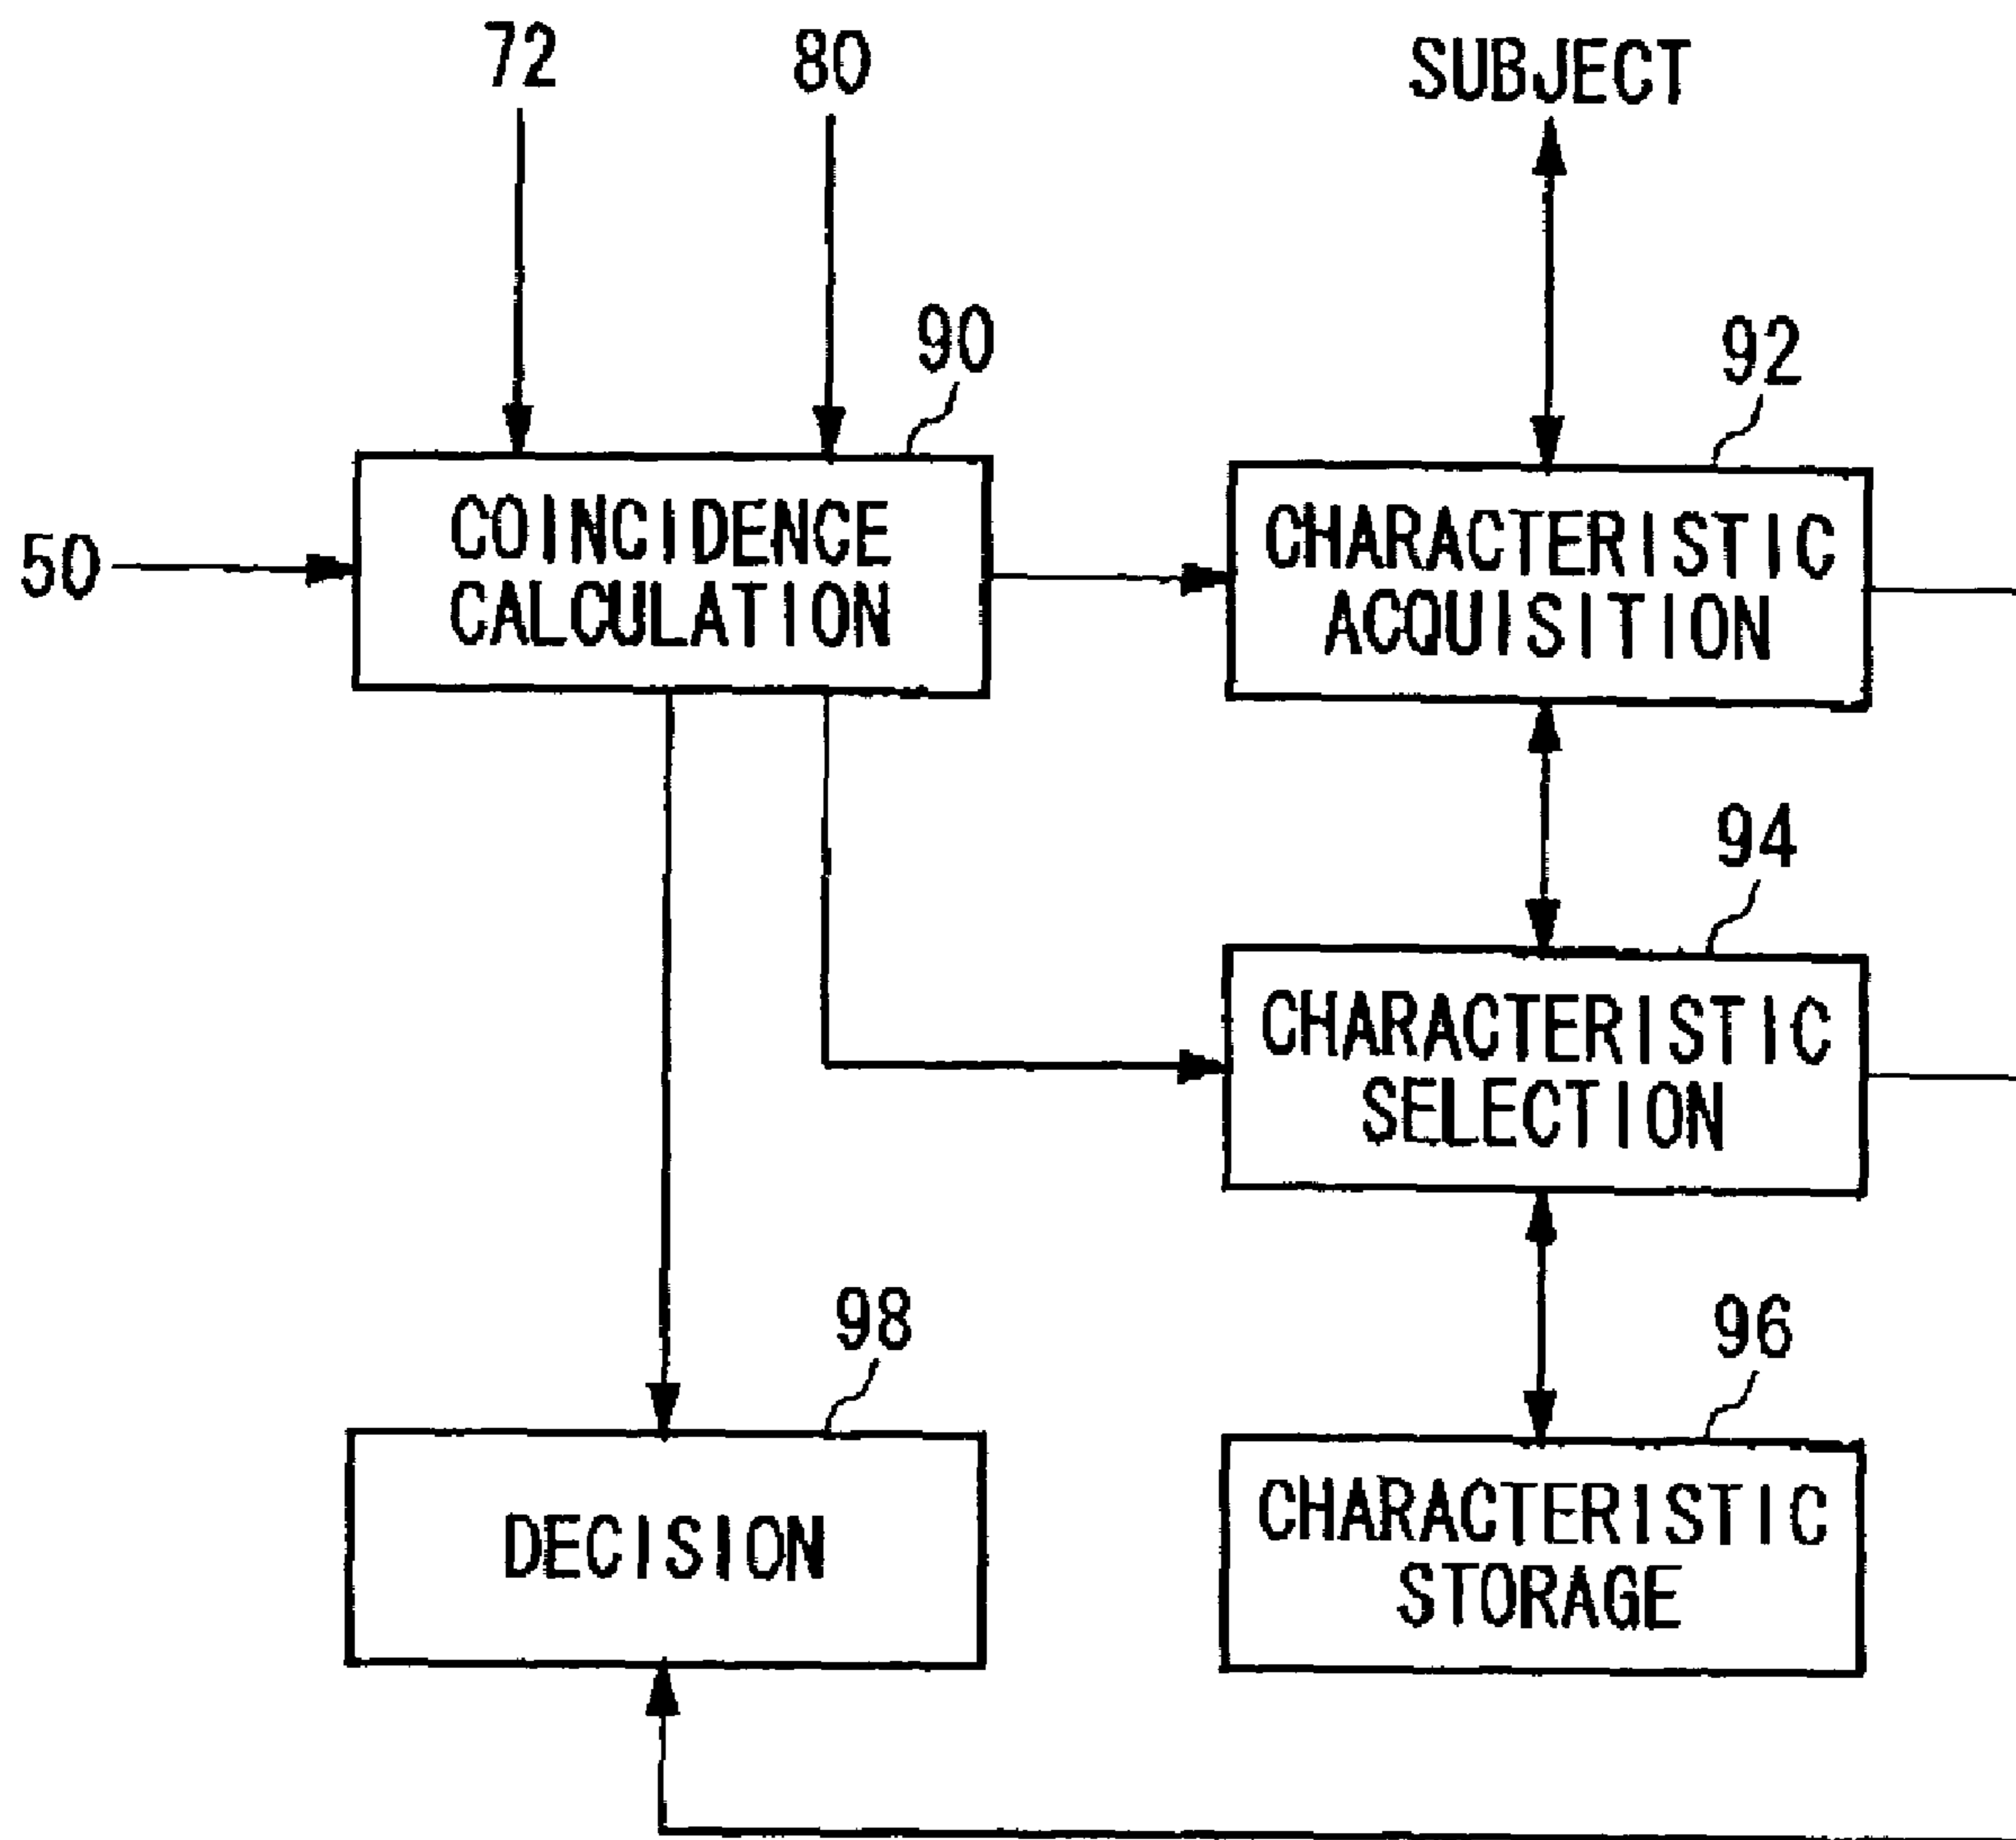 72
80
SUBJECT
90
92
50
COINCIDENCE
CALCULATION
CHARACTERISTIC
ACQUISITION
94
CHARACTERISTIC
SELECTION
98
96
DECISION
CHARACTERISTIC
STORAGE